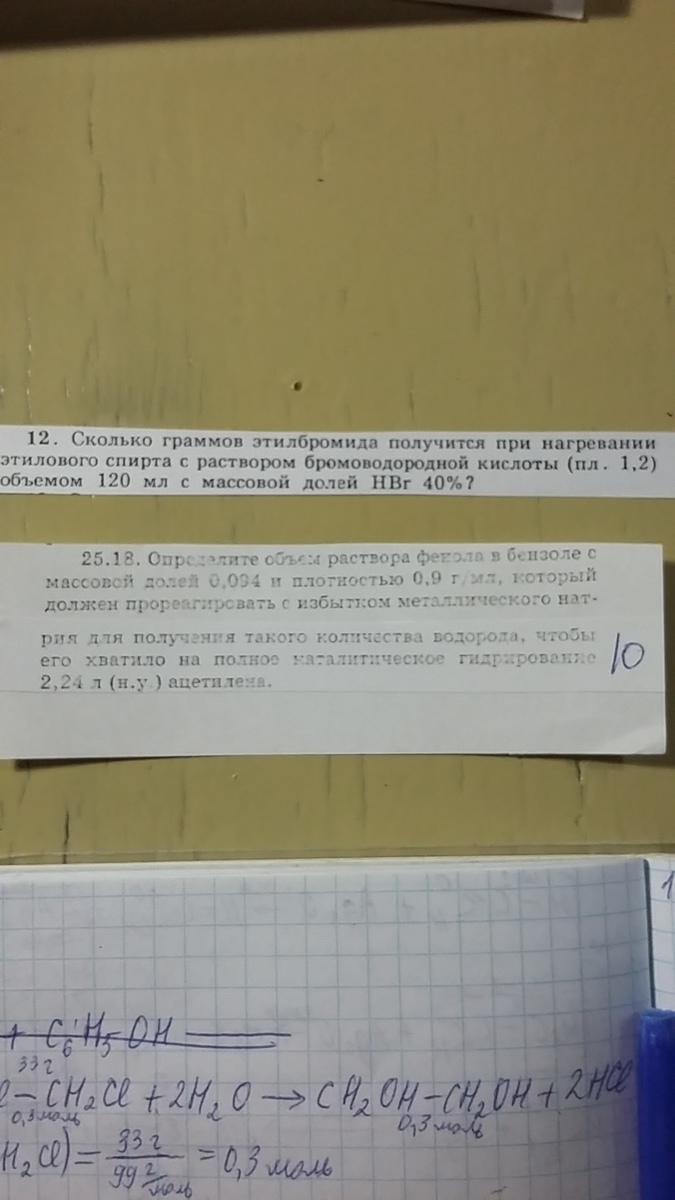 12. Сколько граммов этилбромида получится при нагревании
этилового спирта с раствором бромоводородной кислоты (пл. 1,2)
объемом 120 мл с массовой долей HBr 40%?
25.18. Определите объем раствора фенола в бензоле с
массовой долей 0,094 и плотностью 0,9 г/мл, который
должен прореагировать с избытком металлического нат-
рия для получения такого количества водорода, чтобы
его хватило на полное каталитическое гидрирование
2,24 л (н.у.) ацетилена.
10
1
+ C6H5-OH
33 г
l-CH2Cl + 2H2O → CH2OH-CH2OH + 2HCl
0,3 моль 0,3 моль
H2Cl) = 33 г / 99 г/моль = 0,3 моль